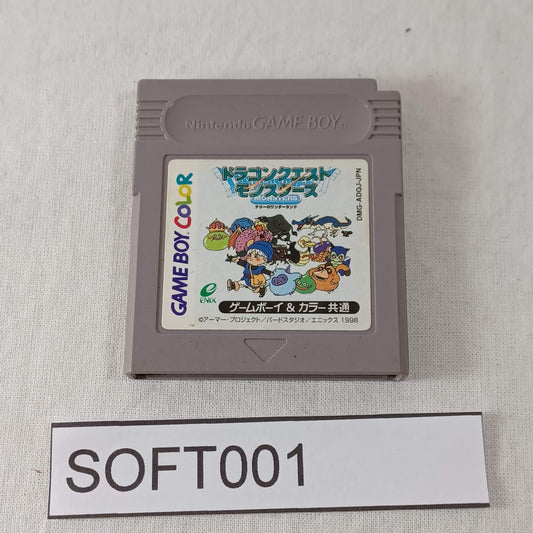 Nintendo GAME BOY
GAME BOY COLOR
ドラゴンクエスト
モンスターズ
MONSTERS
テリーのワンダーランド
DMG-ADQJ-JPN
ENIX
ゲームボーイ & カラー共通
©アーマー・プロジェクト/バードスタジオ/エニックス 1998
SOFT001